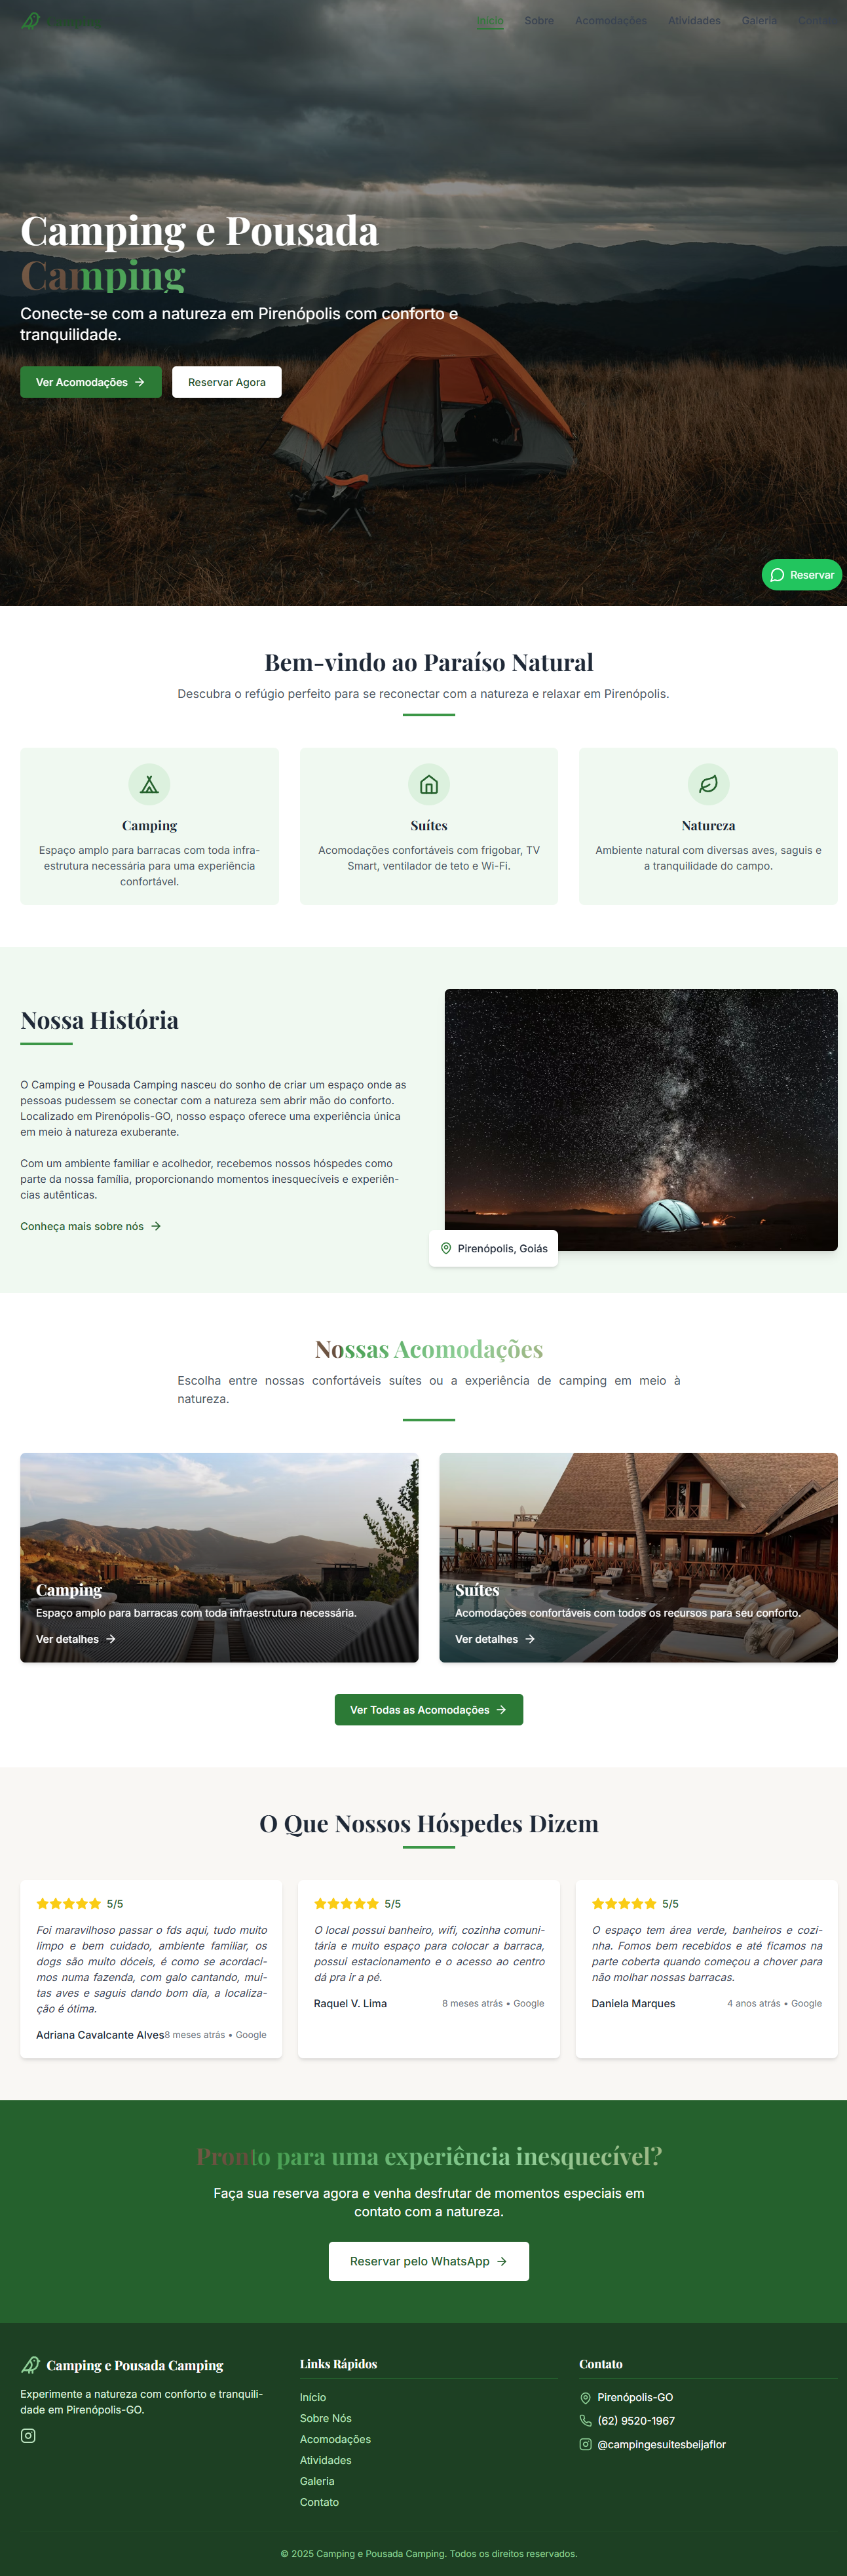 Camping
Início Sobre Acomodações Atividades Galeria
Camping e Pousada
Camping
Conecte-se com a natureza em Pirenópolis com conforto e
tranquilidade.
Ver Acomodações
Reservar Agora
Reservar
Bem-vindo ao Paraíso Natural
Descubra o refúgio perfeito para se reconectar com a natureza e relaxar em Pirenópolis.
Camping
Espaço amplo para barracas com toda infra-
estrutura necessária para uma experiência
confortável.
Suítes
Acomodações confortáveis com frigobar, TV
Smart, ventilador de teto e Wi-Fi.
Natureza
Ambiente natural com diversas aves, saguis e
a tranquilidade do campo.
Nossa História
O Camping e Pousada Camping nasceu do sonho de criar um espaço onde as
pessoas pudessem se conectar com a natureza sem abrir mão do conforto.
Localizado em Pirenópolis-GO, nosso espaço oferece uma experiência única
em meio à natureza exuberante.
Com um ambiente familiar e acolhedor, recebemos nossos hóspedes como
parte da nossa família, proporcionando momentos inesquecíveis e experiên-
cias autênticas.
Conheça mais sobre nós
Pirenópolis, Goiás
Nossas Acomodações
Escolha entre nossas confortáveis suítes ou a experiência de camping em meio à
natureza.
Camping
Espaço amplo para barracas com toda infraestrutura necessária.
Ver detalhes
Suítes
Acomodações confortáveis com todos os recursos para seu conforto.
Ver detalhes
Ver Todas as Acomodações
O Que Nossos Hóspedes Dizem
5/5
Foi maravilhoso passar o fds aqui, tudo muito
limpo e bem cuidado, ambiente familiar, os
dogs são muito dóceis, é como se acordaci-
mos numa fazenda, com galo cantando, mui-
tas aves e saguis dando bom dia, a localiza-
ção é ótima.
Adriana Cavalcante Alves8 meses atrás • Google
5/5
O local possui banheiro, wifi, cozinha comuni-
tária e muito espaço para colocar a barraca,
possui estacionamento e o acesso ao centro
dá pra ir a pé.
Raquel V. Lima 8 meses atrás • Google
5/5
O espaço tem área verde, banheiros e cozi-
nha. Fomos bem recebidos e até ficamos na
parte coberta quando começou a chover para
não molhar nossas barracas.
Daniela Marques 4 anos atrás • Google
Pronto para uma experiência inesquecível?
Faça sua reserva agora e venha desfrutar de momentos especiais em
contato com a natureza.
Reservar pelo WhatsApp
Camping e Pousada Camping
Experimente a natureza com conforto e tranquili-
dade em Pirenópolis-GO.
Links Rápidos
Início
Sobre Nós
Acomodações
Atividades
Galeria
Contato
Contato
Pirenópolis-GO
(62) 9520-1967
@campingesuitesbeijaflor
© 2025 Camping e Pousada Camping. Todos os direitos reservados.